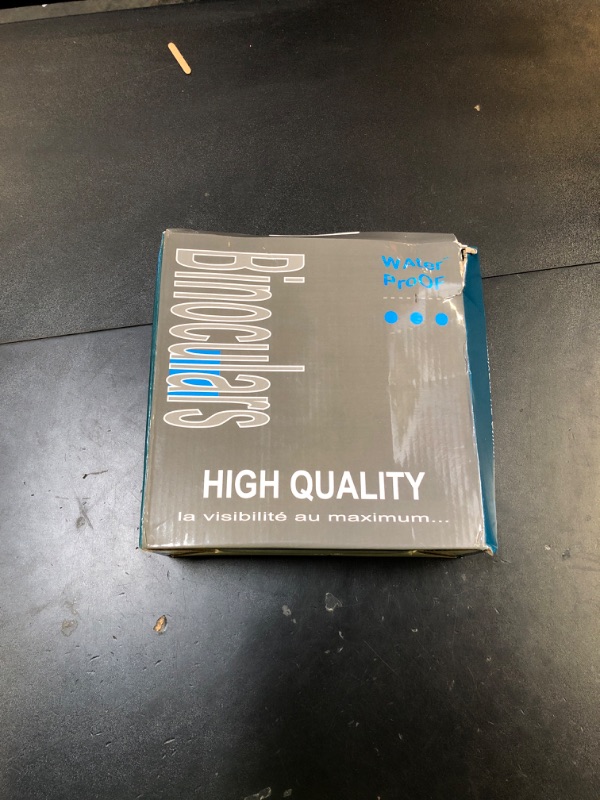 Binoculars
WAter
ProOF
HIGH QUALITY
la visibilité au maximum...